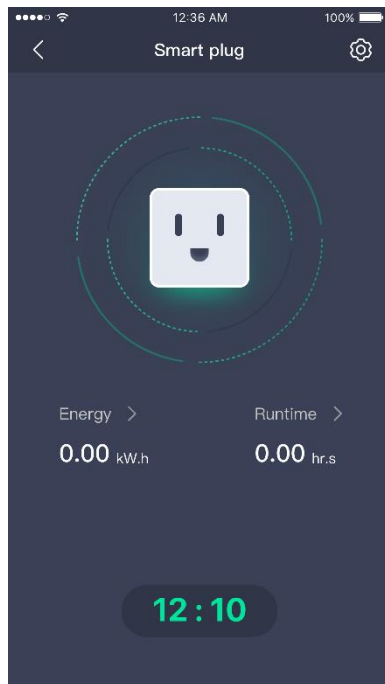 12:36 AM 100%
Smart plug
Energy > Runtime >
0.00 kW.h 0.00 hr.s
12 : 10